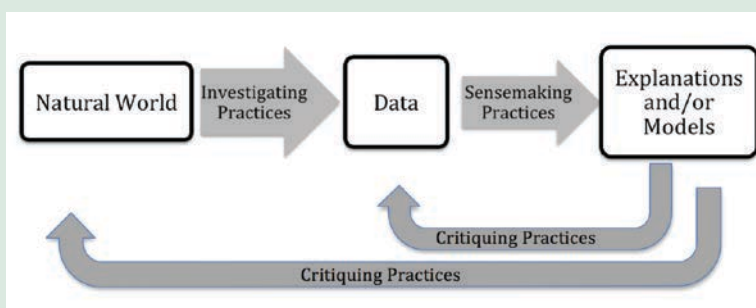 Natural World
Investigating
Practices
Data
Sensemaking
Practices
Explanations
and/or
Models
Critiquing Practices
Critiquing Practices